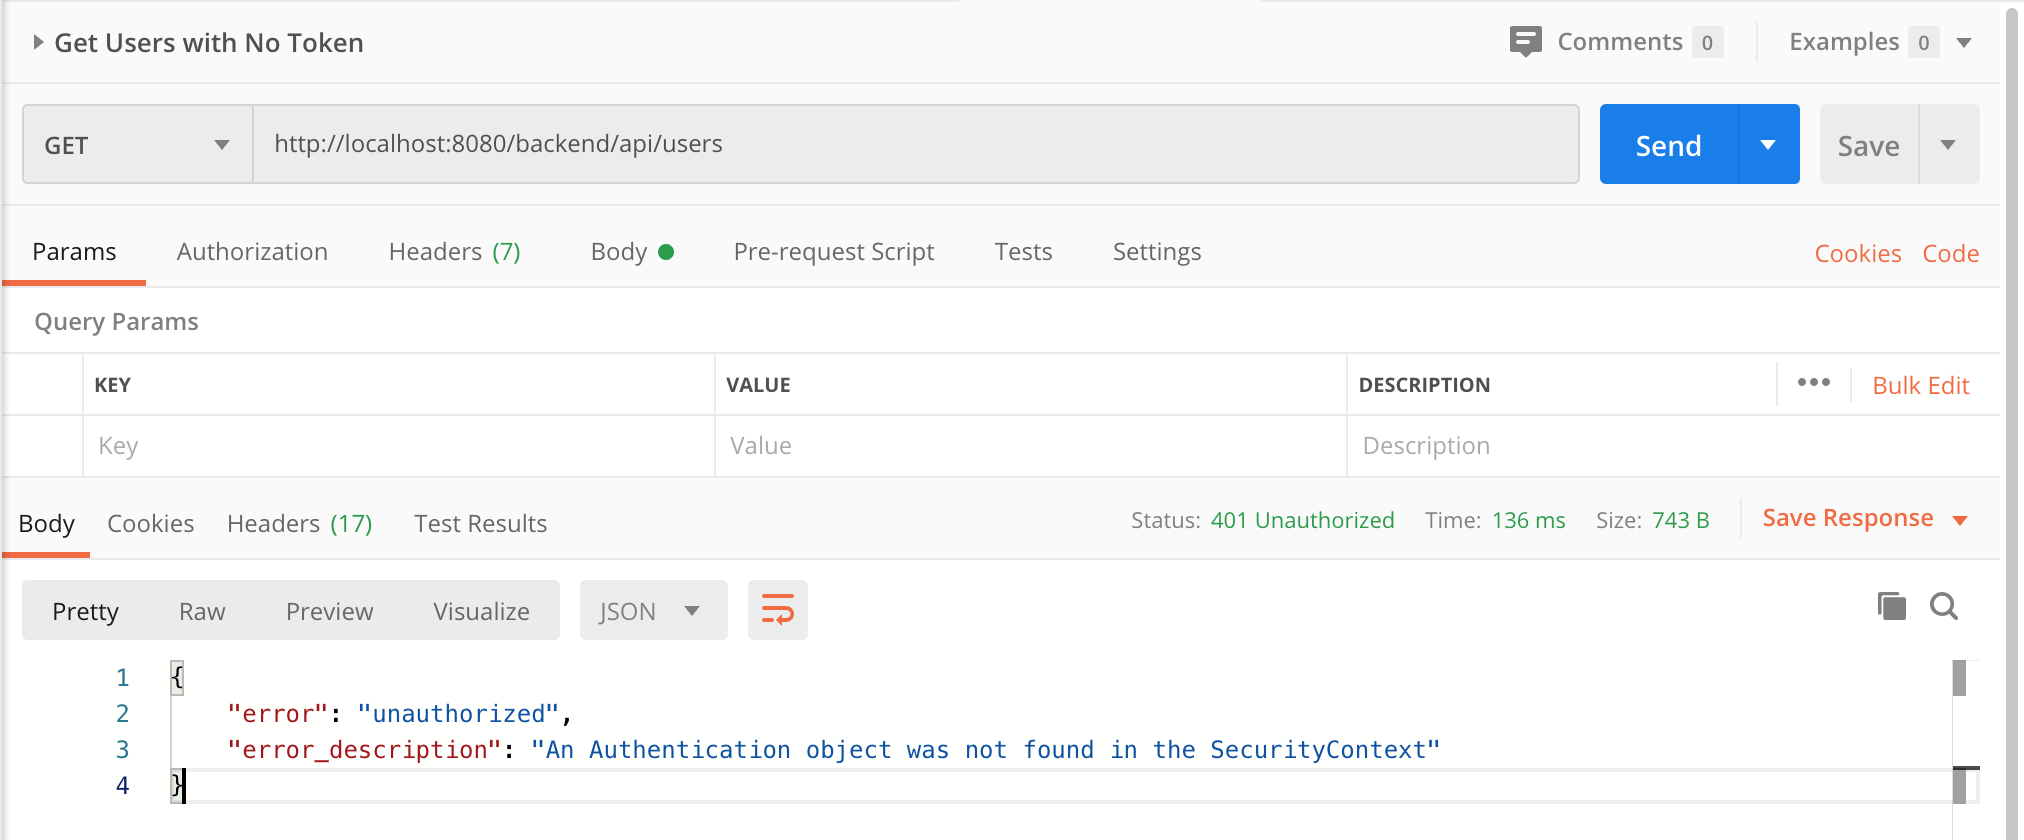 Get Users with No Token
Comments 0
Examples 0
GET
http://localhost:8080/backend/api/users
Send
Save
Params Authorization Headers (7) Body Pre-request Script Tests Settings Cookies Code
Query Params
KEY VALUE DESCRIPTION ••• Bulk Edit
Key Value Description
Body Cookies Headers (17) Test Results Status: 401 Unauthorized Time: 136 ms Size: 743 B Save Response
Pretty Raw Preview Visualize JSON
1 {
2 "error": "unauthorized",
3 "error_description": "An Authentication object was not found in the SecurityContext"
4 }